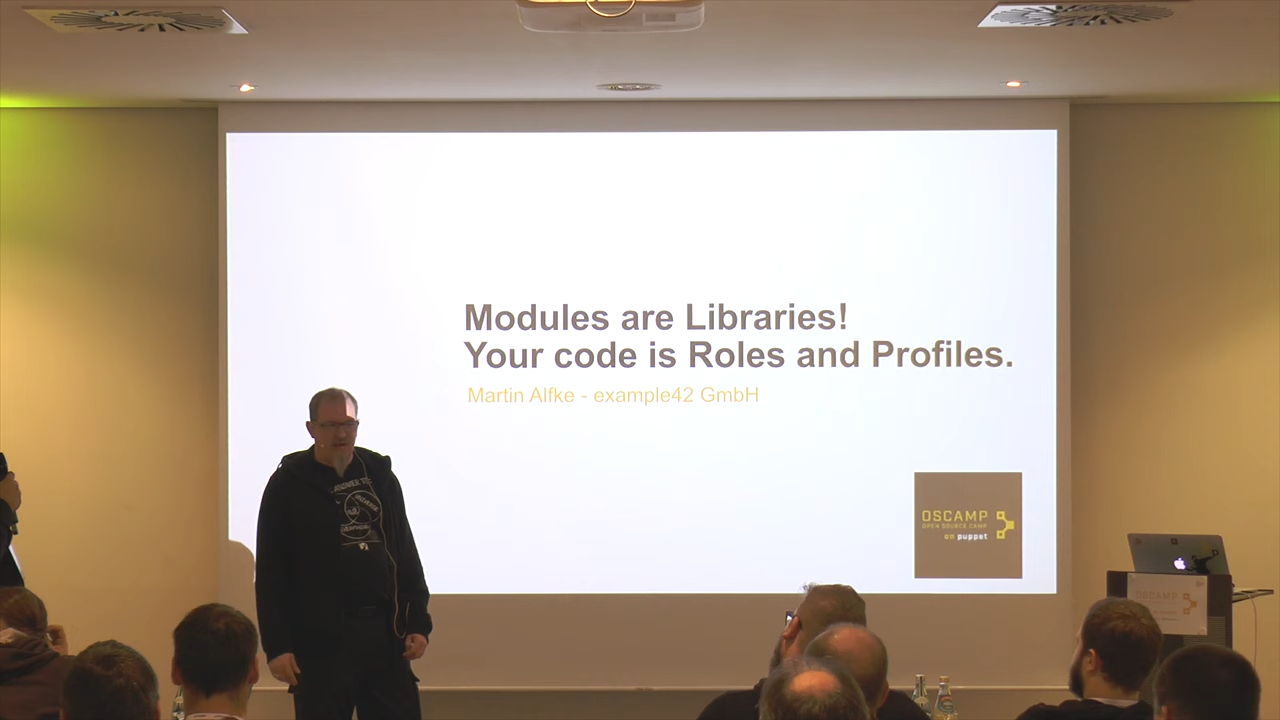 Modules are Libraries!
Your code is Roles and Profiles.
Martin Alfke - example42 GmbH
OSCAMP
OPEN SOURCE CAMP
on puppet
OSCAMP